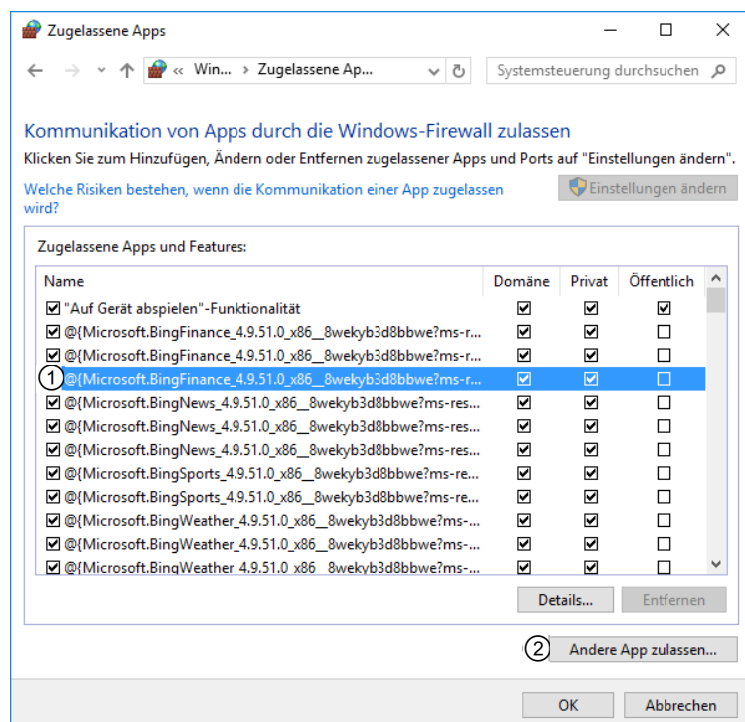 Zugelassene Apps
« Win... › Zugelassene Ap... Systemsteuerung durchsuchen
Kommunikation von Apps durch die Windows-Firewall zulassen
Klicken Sie zum Hinzufügen, Ändern oder Entfernen zugelassener Apps und Ports auf "Einstellungen ändern".
Welche Risiken bestehen, wenn die Kommunikation einer App zugelassen
wird?
Einstellungen ändern
Zugelassene Apps und Features:
Name Domäne Privat Öffentlich
"Auf Gerät abspielen"-Funktionalität
@{Microsoft.BingFinance_4.9.51.0_x86__8wekyb3d8bbwe?ms-r...
@{Microsoft.BingFinance_4.9.51.0_x86__8wekyb3d8bbwe?ms-r...
1 @{Microsoft.BingFinance_4.9.51.0_x86__8wekyb3d8bbwe?ms-r...
@{Microsoft.BingNews_4.9.51.0_x86__8wekyb3d8bbwe?ms-res...
@{Microsoft.BingNews_4.9.51.0_x86__8wekyb3d8bbwe?ms-res...
@{Microsoft.BingNews_4.9.51.0_x86__8wekyb3d8bbwe?ms-res...
@{Microsoft.BingSports_4.9.51.0_x86__8wekyb3d8bbwe?ms-re...
@{Microsoft.BingSports_4.9.51.0_x86__8wekyb3d8bbwe?ms-re...
@{Microsoft.BingWeather_4.9.51.0_x86__8wekyb3d8bbwe?ms-...
@{Microsoft.BingWeather_4.9.51.0_x86__8wekyb3d8bbwe?ms-...
@{Microsoft.BingWeather_4.9.51.0_x86__8wekyb3d8bbwe?ms-...
Details... Entfernen
2 Andere App zulassen...
OK Abbrechen